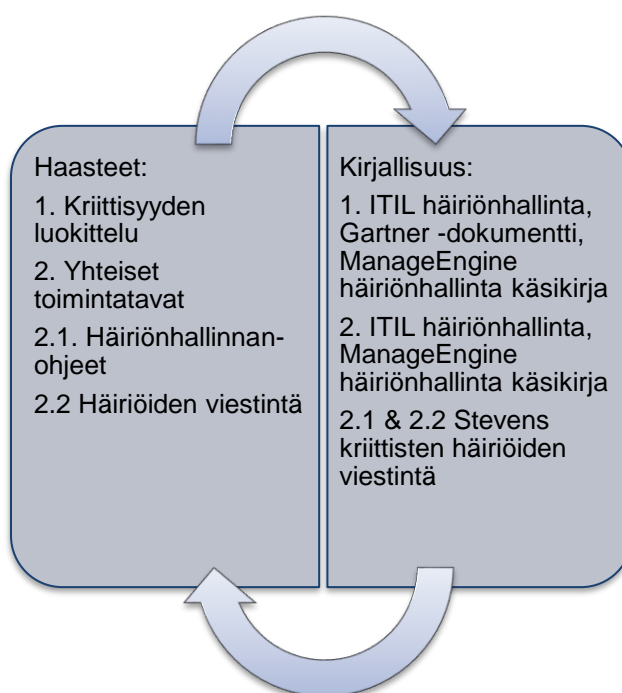 Haasteet:
1. Kriittisyyden
luokittelu
2. Yhteiset
toimintatavat
2.1. Häiriönhallinnan-
ohjeet
2.2 Häiriöiden viestintä
Kirjallisuus:
1. ITIL häiriönhallinta,
Gartner -dokumentti,
ManageEngine
häiriönhallinta käsikirja
2. ITIL häiriönhallinta,
ManageEngine
häiriönhallinta käsikirja
2.1 & 2.2 Stevens
kriittisten häiriöiden
viestintä